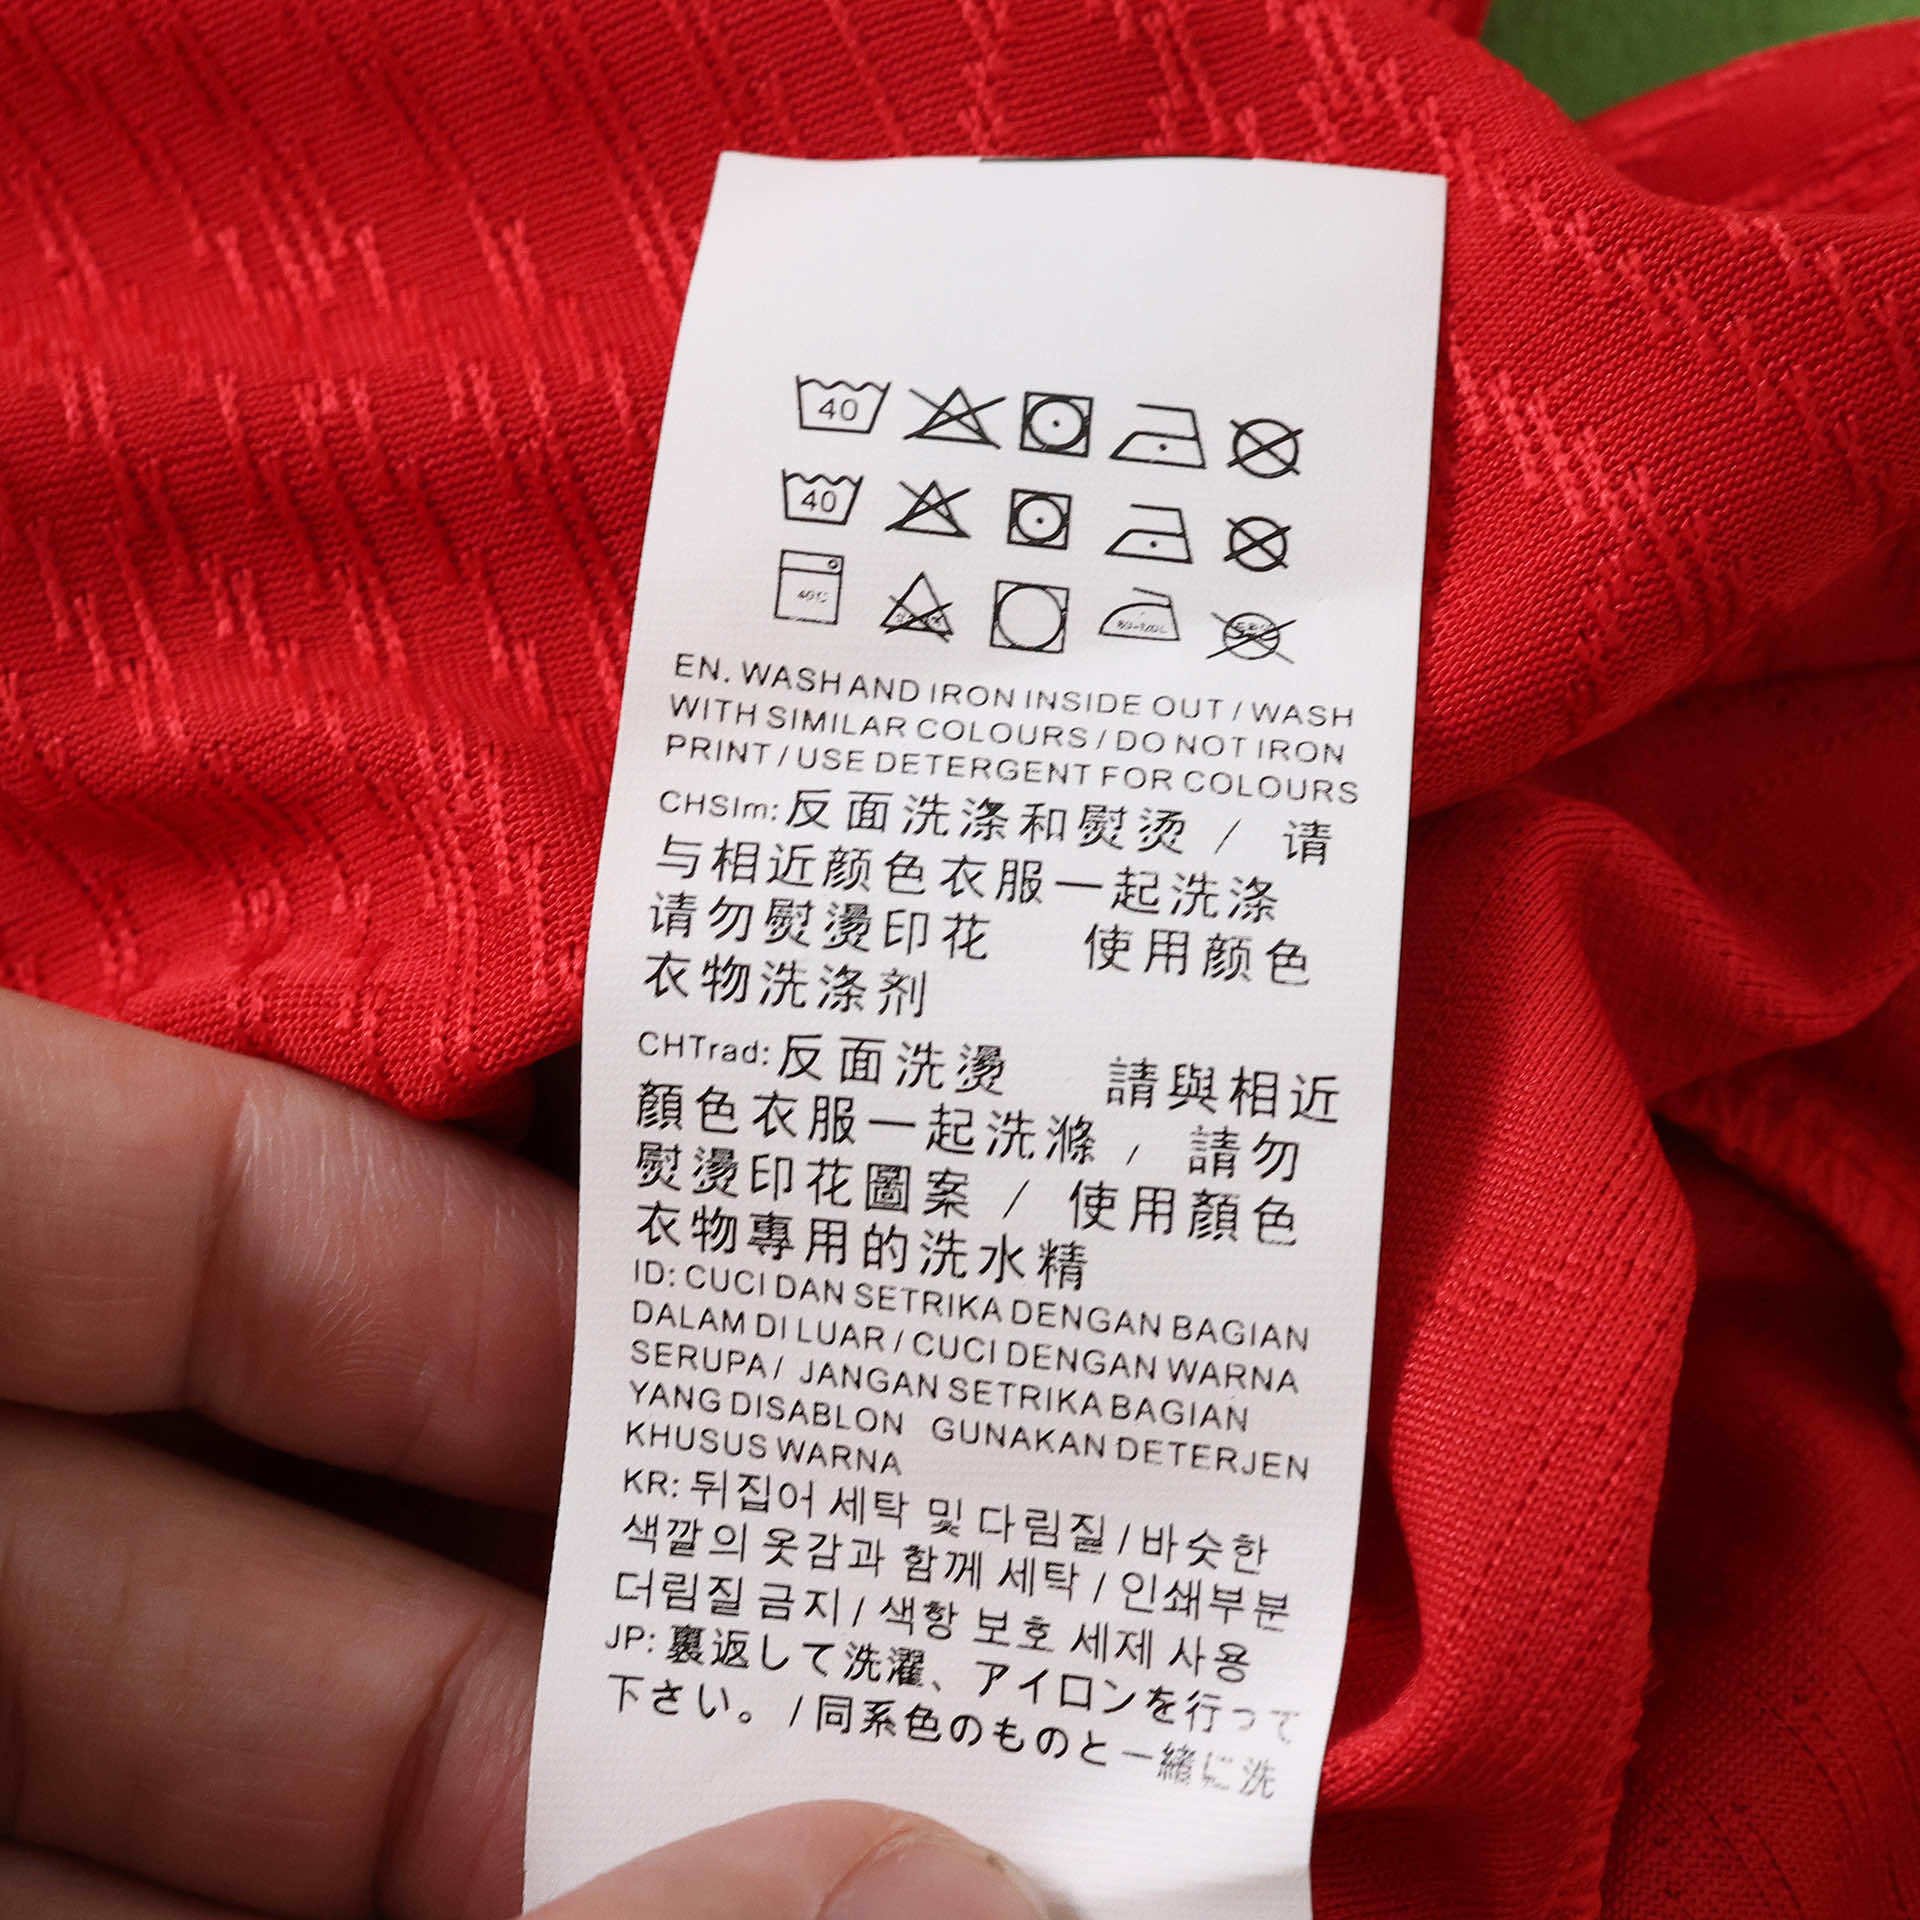 40
40
40C
EN. WASH AND IRON INSIDE OUT / WASH
WITH SIMILAR COLOURS / DO NOT IRON
PRINT / USE DETERGENT FOR COLOURS
CHSIm: 反面洗涤和熨烫 / 请
与相近颜色衣服一起洗涤
请勿熨燙印花 使用颜色
衣物洗涤剂
CHTrad: 反面洗燙 請與相近
顏色衣服一起洗滌 / 請勿
熨燙印花圖案 / 使用顏色
衣物專用的洗水精
ID: CUCI DAN SETRIKA DENGAN BAGIAN
DALAM DI LUAR / CUCI DENGAN WARNA
SERUPA / JANGAN SETRIKA BAGIAN
YANG DISABLON GUNAKAN DETERJEN
KHUSUS WARNA
KR: 뒤집어 세탁 및 다림질 / 바슷한
색깔의 옷감과 함께 세탁 / 인쇄부분
더림질 금지 / 색항 보호 세제 사용
JP: 裏返して洗濯、アイロンを行って
下さい。/ 同系色のものと一緒に洗